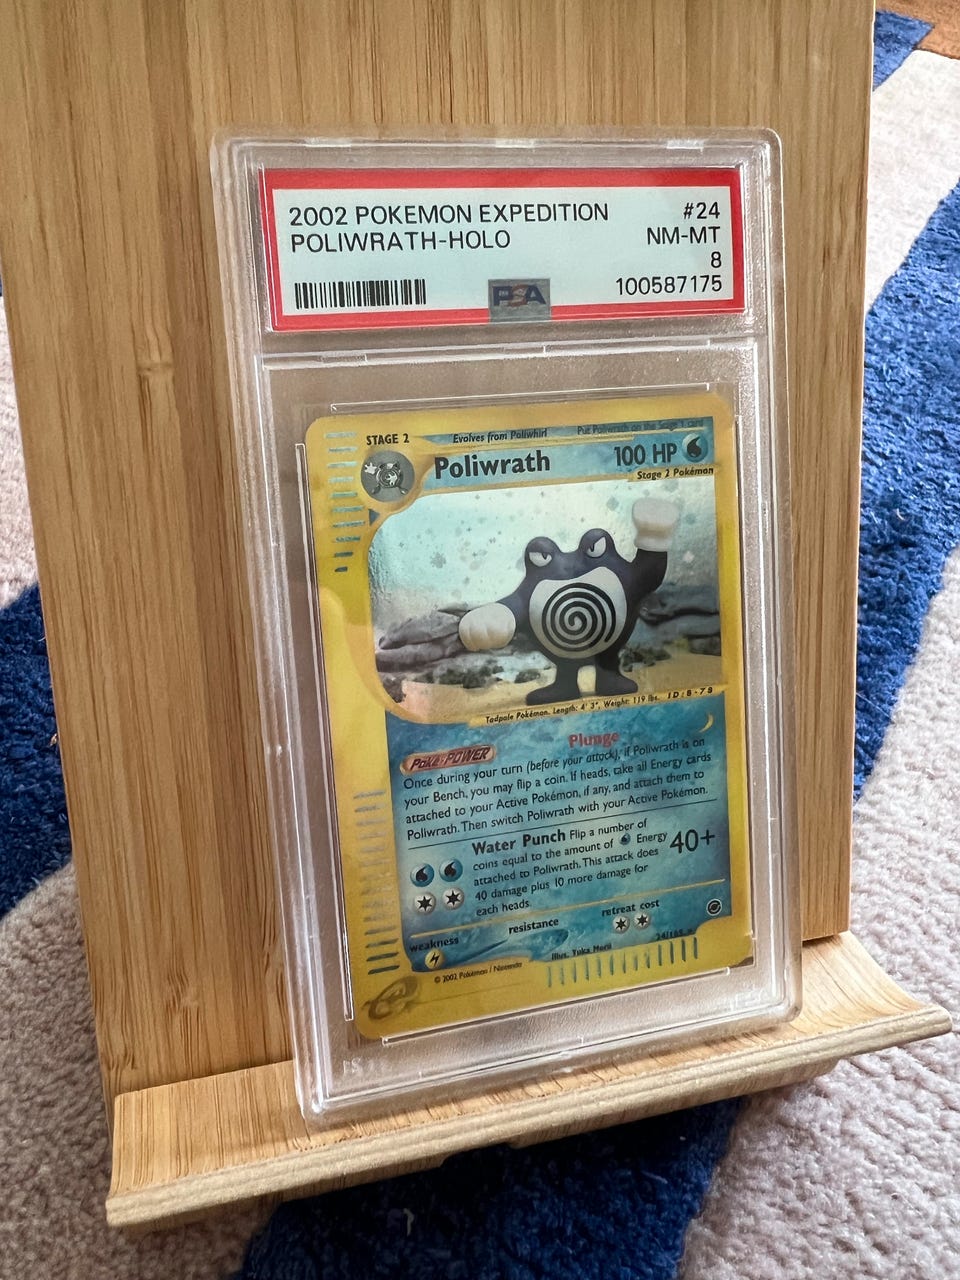 2002 POKEMON EXPEDITION #24
POLIWRATH-HOLO NM-MT
8
PSA 100587175
STAGE 2 Evolves from Poliwhirl Put Poliwrath on the Stage 1 card
Poliwrath 100 HP
Stage 2 Pokémon
Tadpole Pokémon. Length: 4' 3", Weight: 119 lbs. ID:B-78
Poké-POWER Plunge
Once during your turn (before your attack), if Poliwrath is on
your Bench, you may flip a coin. If heads, take all Energy cards
attached to your Active Pokémon, if any, and attach them to
Poliwrath. Then switch Poliwrath with your Active Pokémon.
Water Punch Flip a number of
coins equal to the amount of Energy 40+
attached to Poliwrath. This attack does
40 damage plus 10 more damage for
each heads.
weakness resistance retreat cost
Illus. Yuka Morii 24/165
© 2002 Pokémon / Nintendo
e